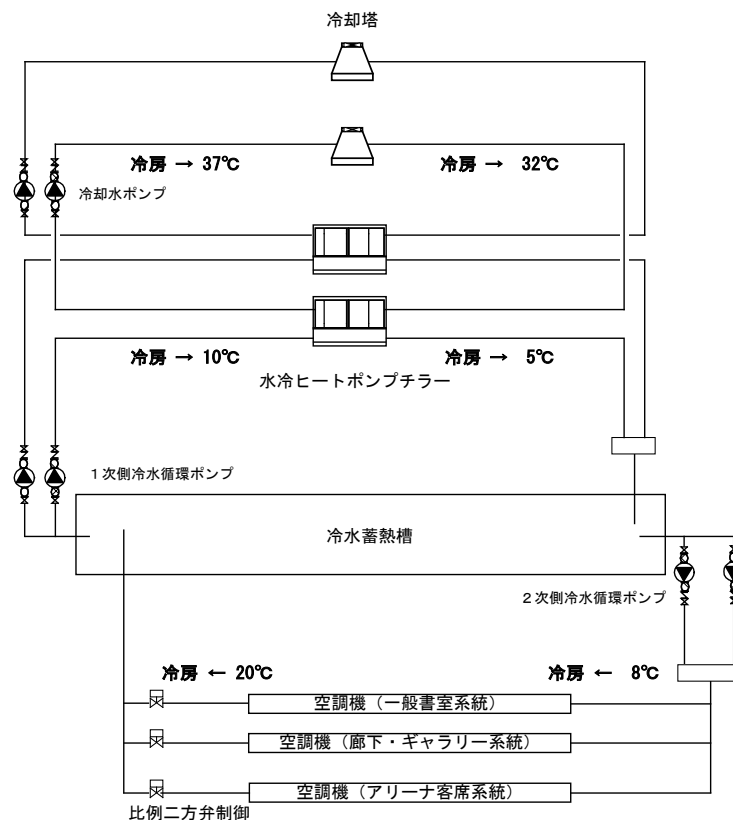 冷却塔
冷房 → 37℃
冷房 → 32℃
冷却水ポンプ
冷房 → 10℃
冷房 → 5℃
水冷ヒートポンプチラー
１次側冷水循環ポンプ
冷水蓄熱槽
２次側冷水循環ポンプ
冷房 ← 20℃
冷房 ← 8℃
空調機（一般書室系統）
空調機（廊下・ギャラリー系統）
空調機（アリーナ客席系統）
比例二方弁制御